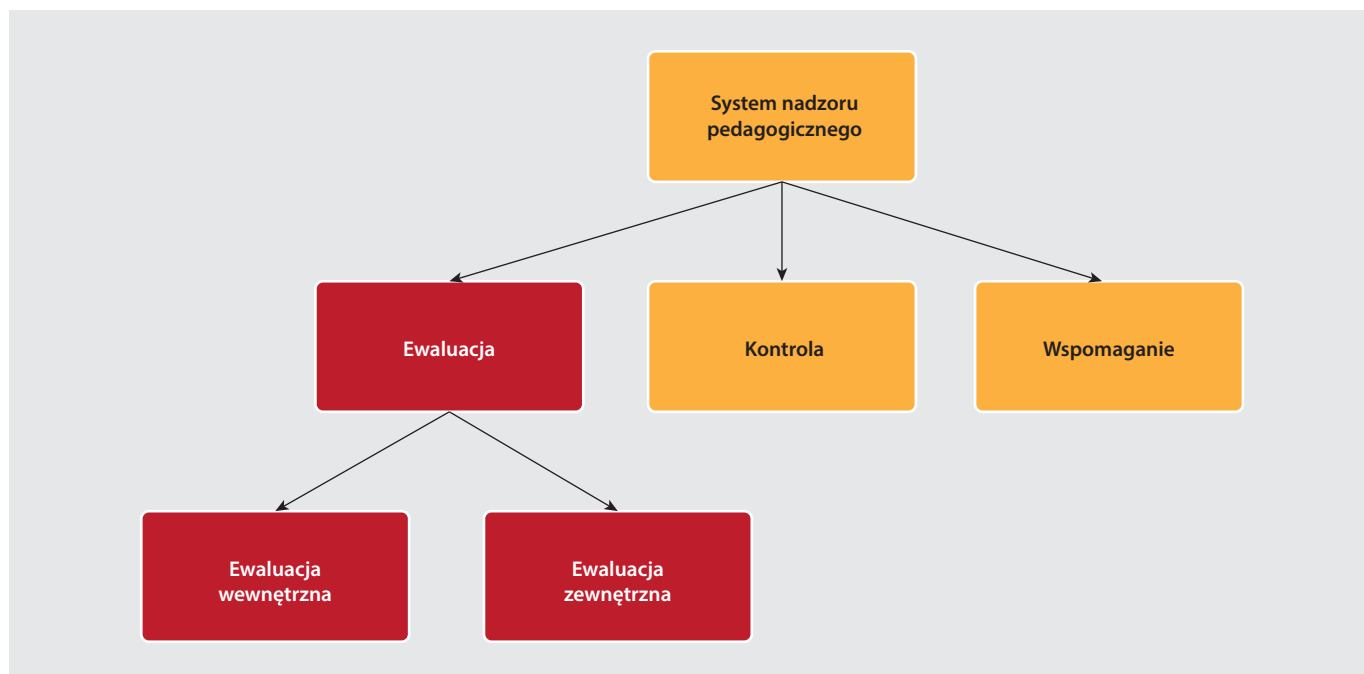 System nadzoru
pedagogicznego
Ewaluacja
Kontrola
Wspomaganie
Ewaluacja
wewnętrzna
Ewaluacja
zewnętrzna